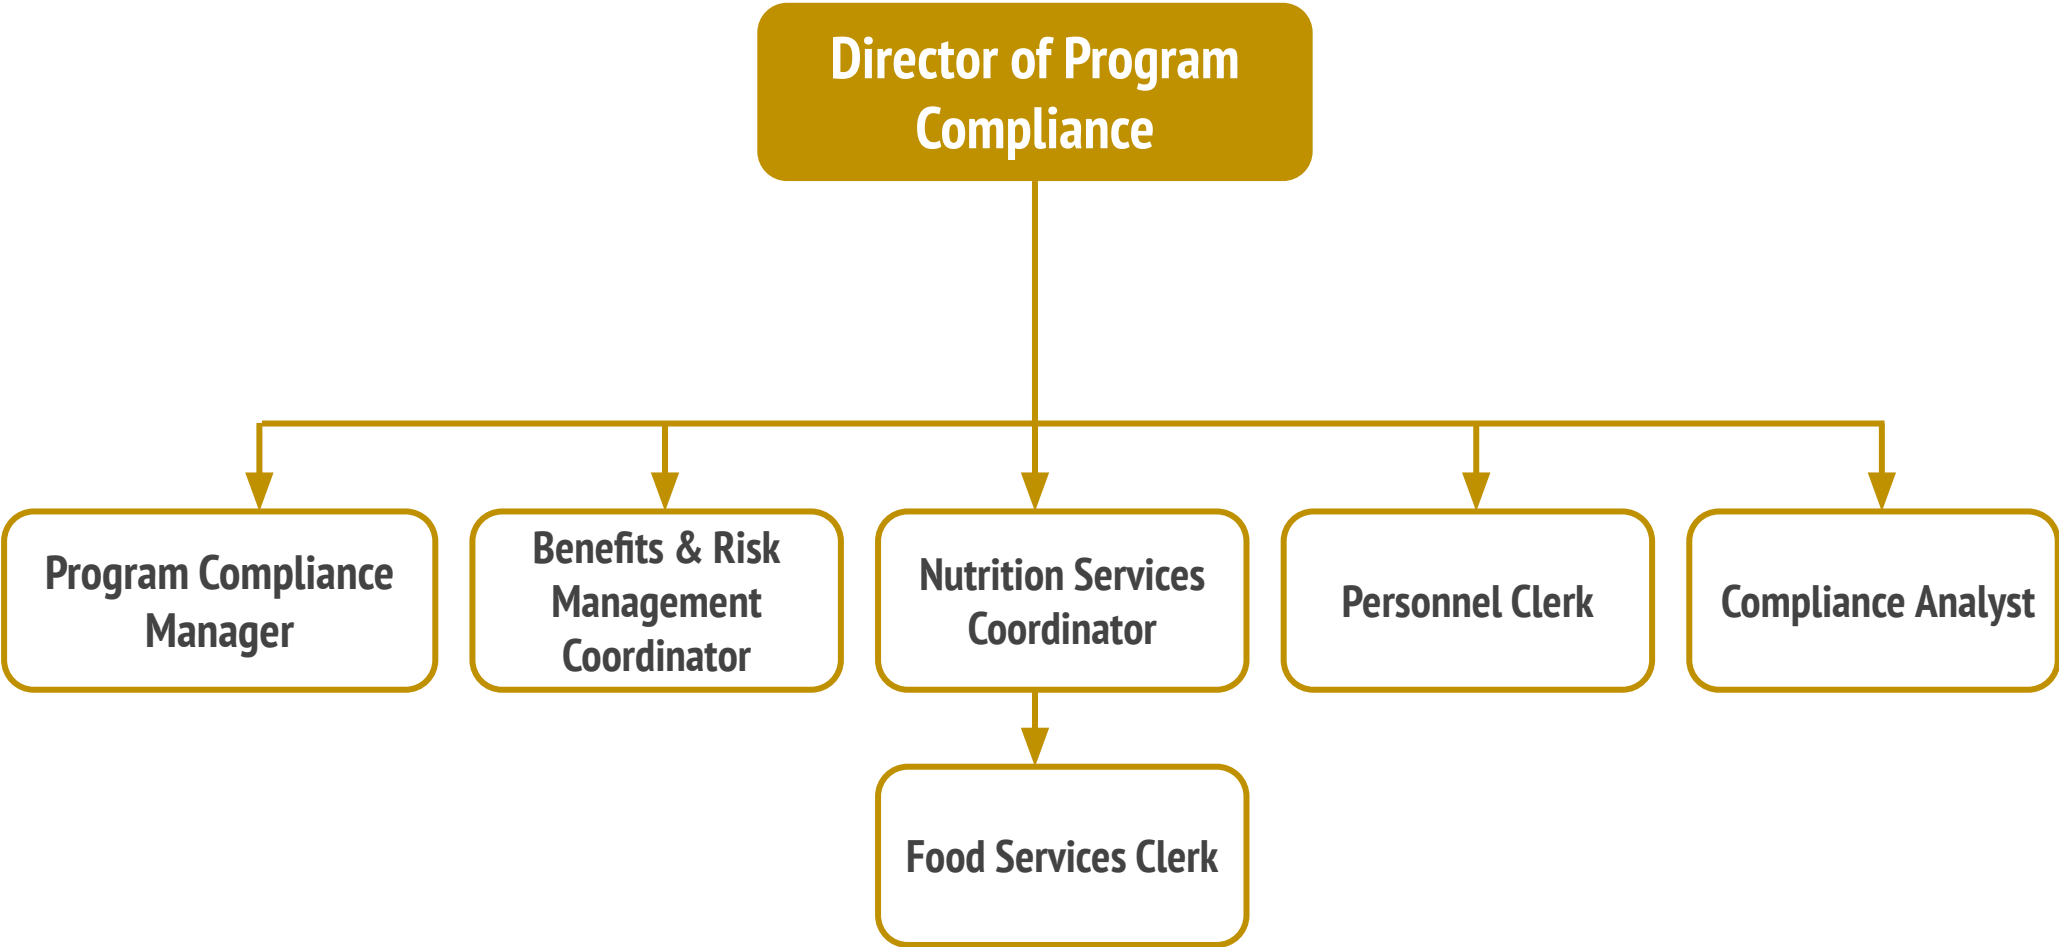 Director of Program
Compliance
Program Compliance
Manager
Benefits & Risk
Management
Coordinator
Nutrition Services
Coordinator
Personnel Clerk
Compliance Analyst
Food Services Clerk